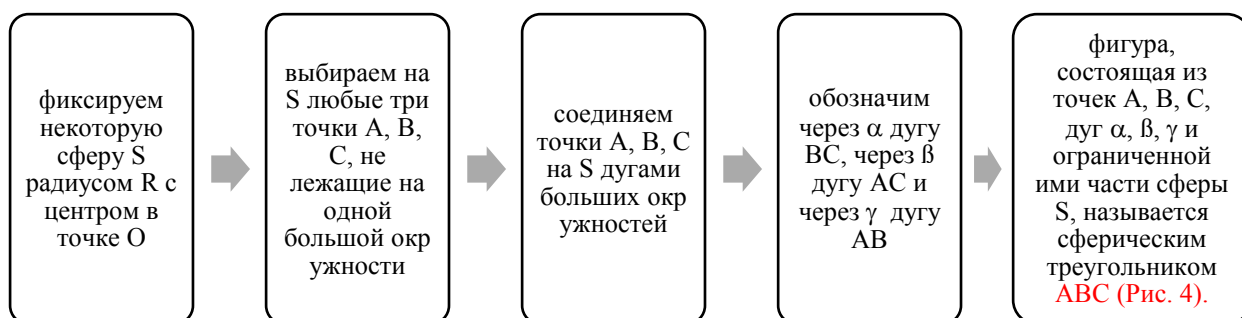 фиксируем
некоторую
сферу S
радиусом R с
центром в
точке O
выбираем на
S любые три
точки A, B,
C, не
лежащие на
одной
большой окр
ужности
соединяем
точки A, B, C
на S дугами
больших окр
ужностей
обозначим
через α дугу
BC, через ß
дугу AC и
через γ дугу
AB
фигура,
состоящая из
точек A, B, C,
дуг α, ß, γ и
ограниченной
ими части сферы
S, называется
сферическим
треугольником
ABC (Рис. 4).